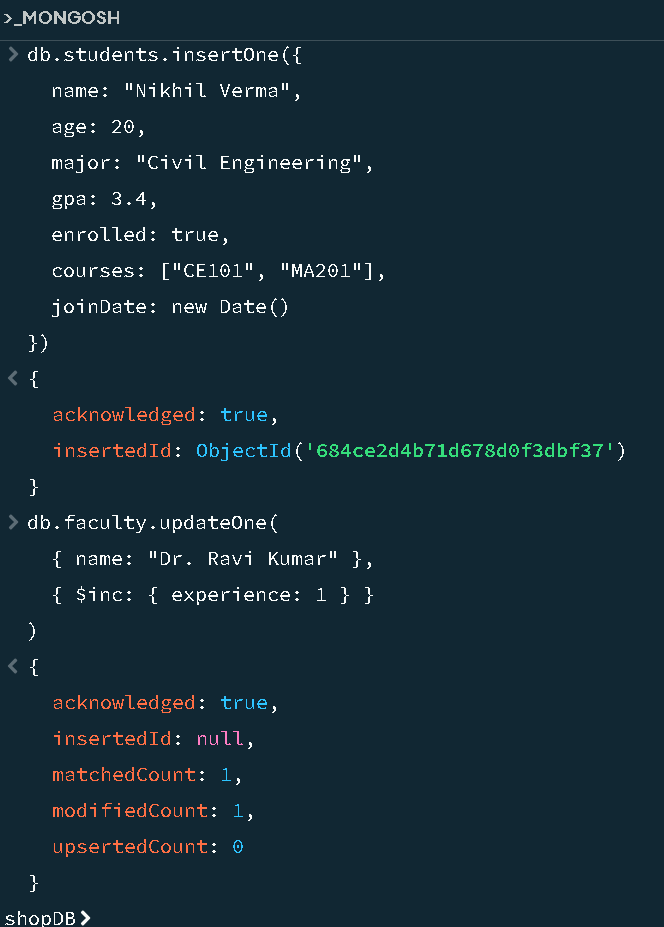 >_MONGOSH
> db.students.insertOne({
    name: "Nikhil Verma",
    age: 20,
    major: "Civil Engineering",
    gpa: 3.4,
    enrolled: true,
    courses: ["CE101", "MA201"],
    joinDate: new Date()
  })
< {
    acknowledged: true,
    insertedId: ObjectId('684ce2d4b71d678d0f3dbf37')
  }
> db.faculty.updateOne(
    { name: "Dr. Ravi Kumar" },
    { $inc: { experience: 1 } }
  )
< {
    acknowledged: true,
    insertedId: null,
    matchedCount: 1,
    modifiedCount: 1,
    upsertedCount: 0
  }
shopDB>